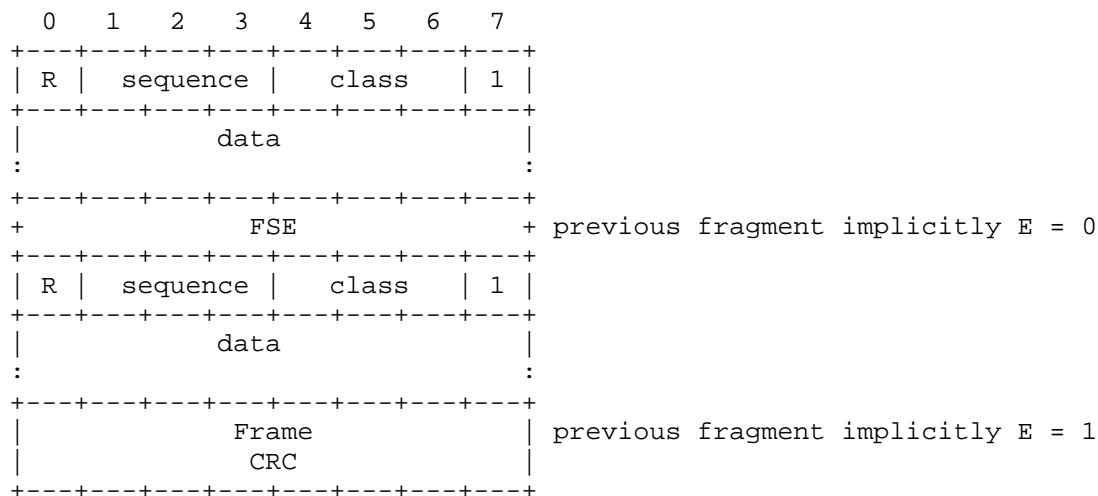 0   1   2   3   4   5   6   7
+---+---+---+---+---+---+---+---+
| R |  sequence |   class   | 1 |
+---+---+---+---+---+---+---+---+
|            data               |
:                               :
+---+---+---+---+---+---+---+---+
+              FSE              + previous fragment implicitly E = 0
+---+---+---+---+---+---+---+---+
| R |  sequence |   class   | 1 |
+---+---+---+---+---+---+---+---+
|            data               |
:                               :
+---+---+---+---+---+---+---+---+
|             Frame             | previous fragment implicitly E = 1
|              CRC              |
+---+---+---+---+---+---+---+---+